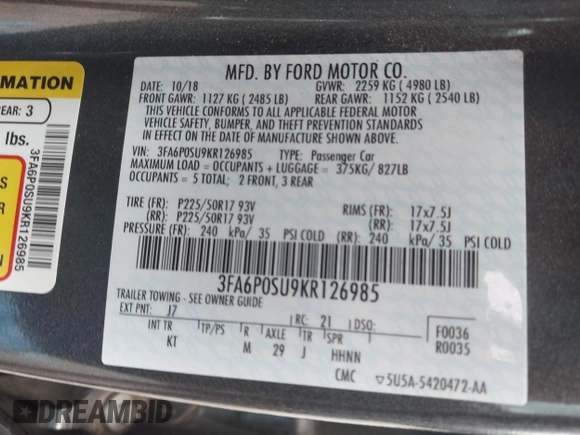 MFD. BY FORD MOTOR CO.
DATE: 10/18 GVWR: 2259 KG ( 4980 LB)
FRONT GAWR: 1127 KG ( 2485 LB) REAR GAWR: 1152 KG ( 2540 LB)
THIS VEHICLE CONFORMS TO ALL APPLICABLE FEDERAL MOTOR
VEHICLE SAFETY, BUMPER, AND THEFT PREVENTION STANDARDS
IN EFFECT ON THE DATE OF MANUFACTURE SHOWN ABOVE.
VIN: 3FA6P0SU9KR126985 TYPE: Passenger Car
MAXIMUM LOAD = OCCUPANTS + LUGGAGE = 375KG/ 827LB
OCCUPANTS = 5 TOTAL; 2 FRONT, 3 REAR
TIRE (FR): P225/50R17 93V RIMS (FR): 17x7.5J
(RR): P225/50R17 93V (RR): 17x7.5J
PRESSURE (FR): 240 kPa/ 35 PSI COLD (RR): 240 kPa/ 35 PSI COLD
3FA6P0SU9KR126985
TRAILER TOWING - SEE OWNER GUIDE
EXT PNT: J7 RC: 21 DSO: F0036
INT TR TP/PS R AXLE TR SPR R0035
KT M 29 J HHNN
CMC 5U5A-5420472-AA
RMATION
REAR: 3
lbs.
3FA6P0SU9KR126985
S
R
N
DREAMBID